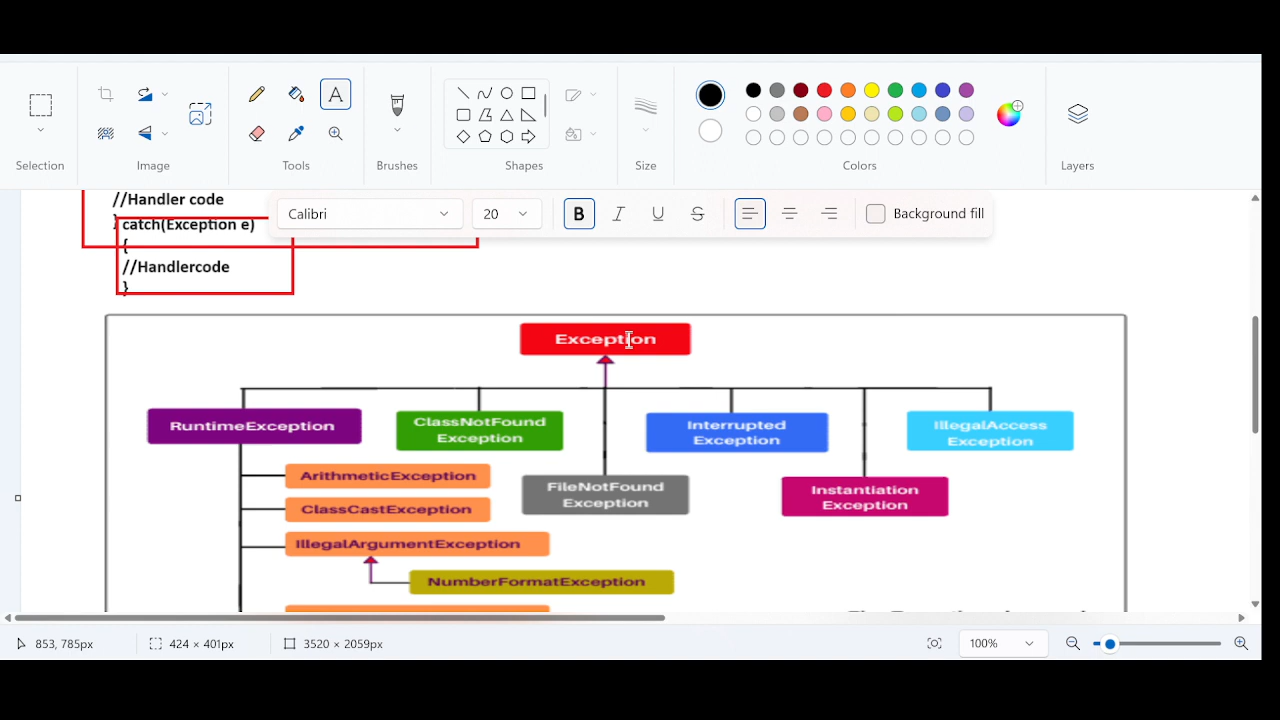 Selection
Image
Tools
Brushes
Shapes
Size
Colors
Layers
//Handler code
} catch(Exception e)
{
//Handlercode
}
Calibri
20
B I U S
Background fill
Exception
RuntimeException
ClassNotFound
Exception
Interrupted
Exception
IllegalAccess
Exception
ArithmeticException
FileNotFound
Exception
Instantiation
Exception
ClassCastException
IllegalArgumentException
NumberFormatException
853, 785px
424 × 401px
3520 × 2059px
100%